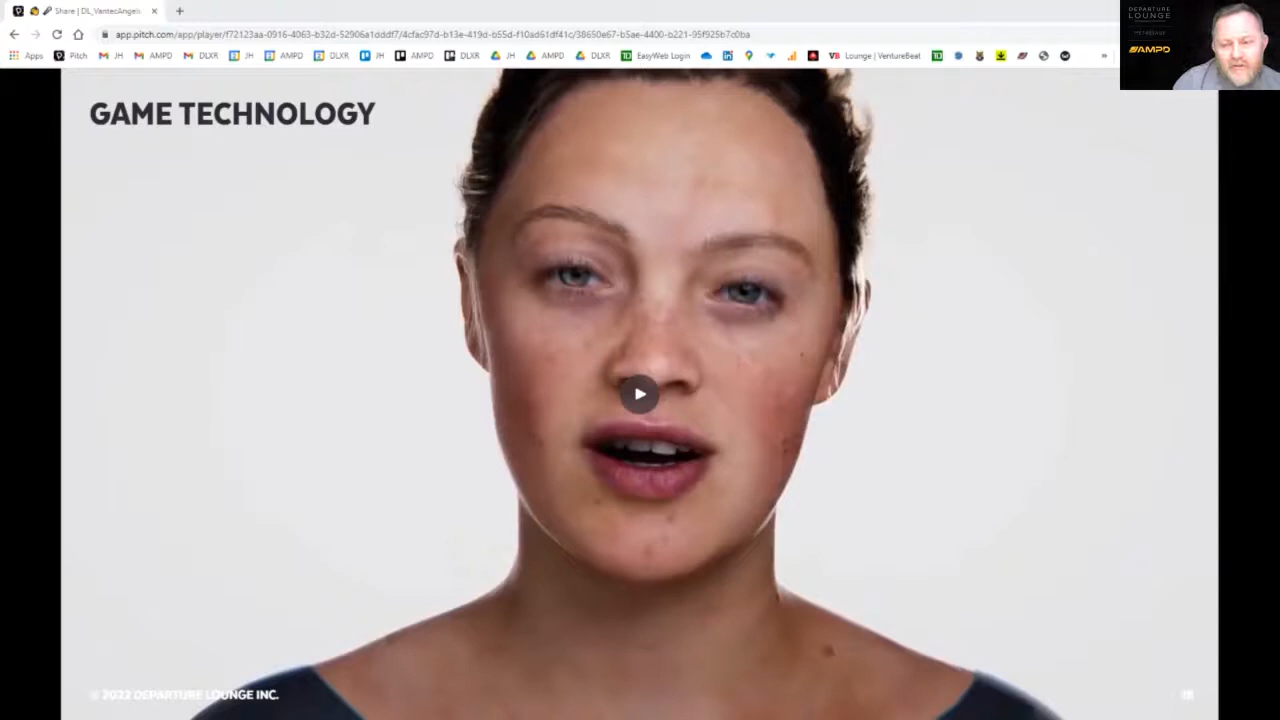 Share | DL_VantecAngels
app.pitch.com/app/player/f72123aa-0916-4063-b32d-52906a1dddf7/4cfac97d-b13e-419d-b55d-f10ad61df41c/38650e67-b5ae-4400-b221-95f925b7c0ba
Apps Pitch JH AMPD DLXR JH AMPD DLXR JH AMPD DLXR JH AMPD DLXR EasyWeb Login Lounge | VentureBeat
DEPARTURE
LOUNGE
AMPD
GAME TECHNOLOGY
© 2022 DEPARTURE LOUNGE INC.